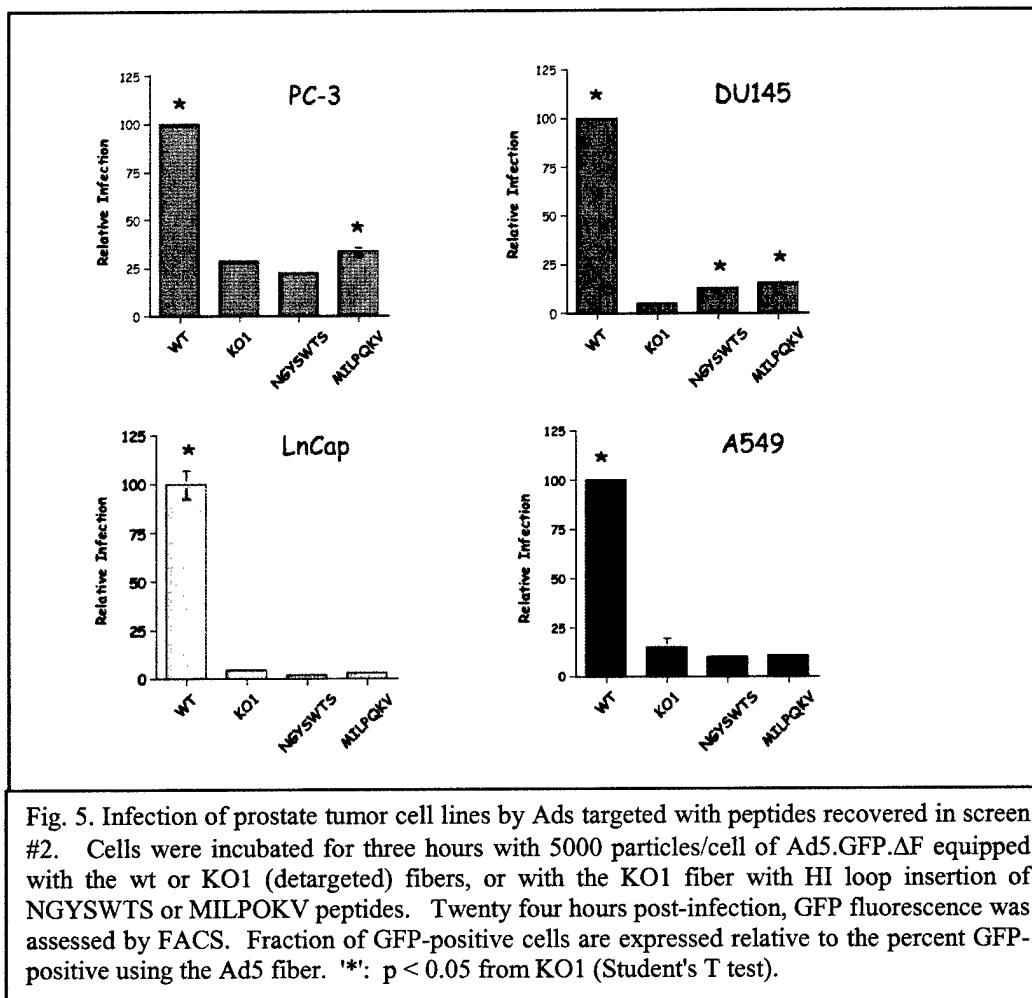 PC-3
Relative Infection
125
100
75
50
25
0
*
*
WT
KO1
NGYSWTS
MILPQKV
DU145
Relative Infection
125
100
75
50
25
0
*
*
*
WT
KO1
NGYSWTS
MILPQKV
LnCap
Relative Infection
125
100
75
50
25
0
*
WT
KO1
NGYSWTS
MILPQKV
A549
Relative Infection
125
100
75
50
25
0
*
WT
KO1
NGYSWTS
MILPQKV
Fig. 5. Infection of prostate tumor cell lines by Ads targeted with peptides recovered in screen
#2. Cells were incubated for three hours with 5000 particles/cell of Ad5.GFP.ΔF equipped
with the wt or KO1 (detargeted) fibers, or with the KO1 fiber with HI loop insertion of
NGYSWTS or MILPOKV peptides. Twenty four hours post-infection, GFP fluorescence was
assessed by FACS. Fraction of GFP-positive cells are expressed relative to the percent GFP-
positive using the Ad5 fiber. '*': p < 0.05 from KO1 (Student's T test).